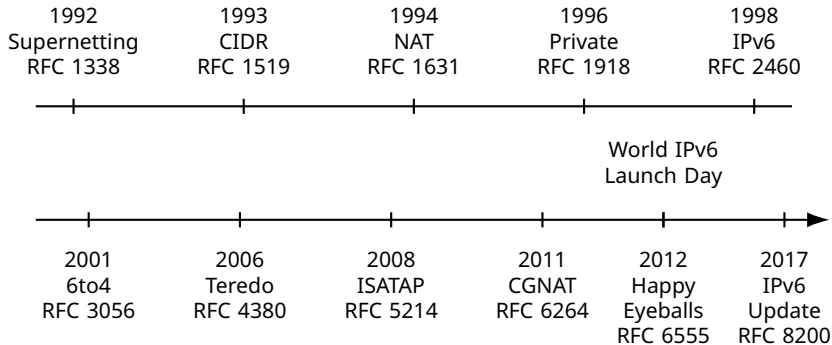 1992
Supernetting
RFC 1338
1993
CIDR
RFC 1519
1994
NAT
RFC 1631
1996
Private
RFC 1918
1998
IPv6
RFC 2460
World IPv6
Launch Day
2001
6to4
RFC 3056
2006
Teredo
RFC 4380
2008
ISATAP
RFC 5214
2011
CGNAT
RFC 6264
2012
Happy
Eyeballs
RFC 6555
2017
IPv6
Update
RFC 8200